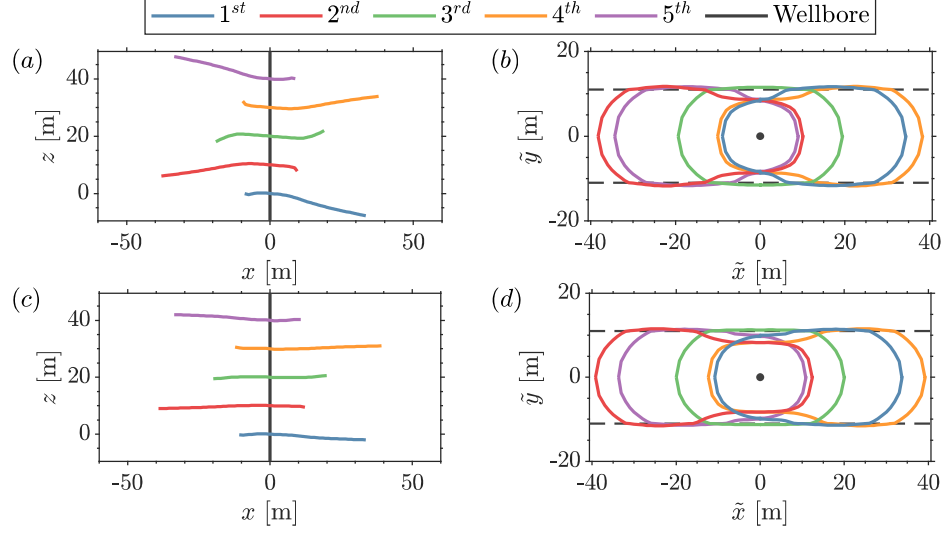 1st 2nd 3rd 4th 5th Wellbore
(a) (b)
40 20 0
z [m]
-50 0 50
x [m]
20 0 -20
ỹ [m]
-40 -20 0 20 40
x̃ [m]
(c) (d)
40 20 0
z [m]
-50 0 50
x [m]
20 0 -20
ỹ [m]
-40 -20 0 20 40
x̃ [m]